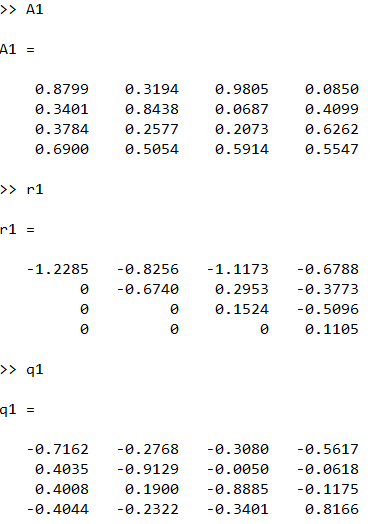 >> A1
A1 =
0.8799 0.3194 0.9805 0.0850
0.3401 0.8438 0.0687 0.4099
0.3784 0.2577 0.2073 0.6262
0.6900 0.5054 0.5914 0.5547
>> r1
r1 =
-1.2285 -0.8256 -1.1173 -0.6788
0 -0.6740 0.2953 -0.3773
0 0 0.1524 -0.5096
0 0 0 0.1105
>> q1
q1 =
-0.7162 -0.2768 -0.3080 -0.5617
0.4035 -0.9129 -0.0050 -0.0618
0.4008 0.1900 -0.8885 -0.1175
-0.4044 -0.2322 -0.3401 0.8166